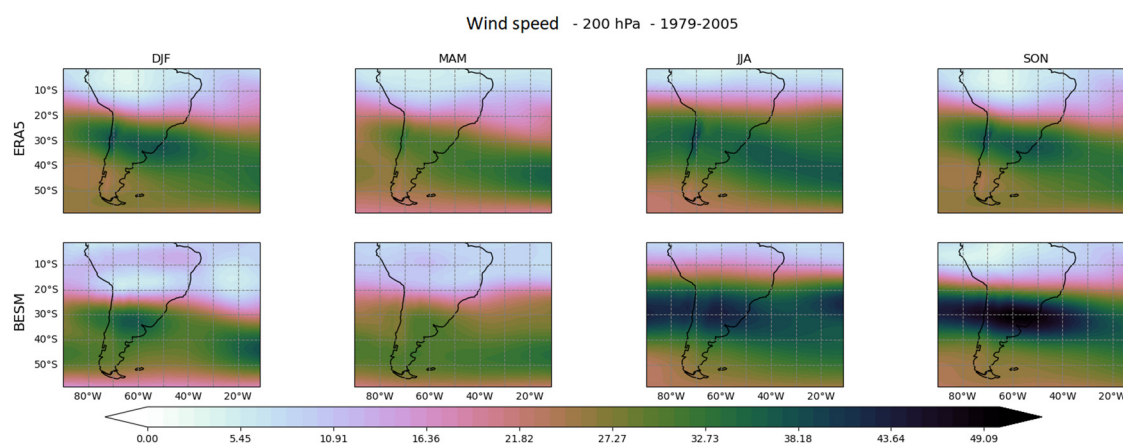 Wind speed - 200 hPa - 1979-2005
DJF MAM JJA SON
ERA5
10°S
20°S
30°S
40°S
50°S
BESM
10°S
20°S
30°S
40°S
50°S
80°W 60°W 40°W 20°W 80°W 60°W 40°W 20°W 80°W 60°W 40°W 20°W 80°W 60°W 40°W 20°W
0.00 5.45 10.91 16.36 21.82 27.27 32.73 38.18 43.64 49.09